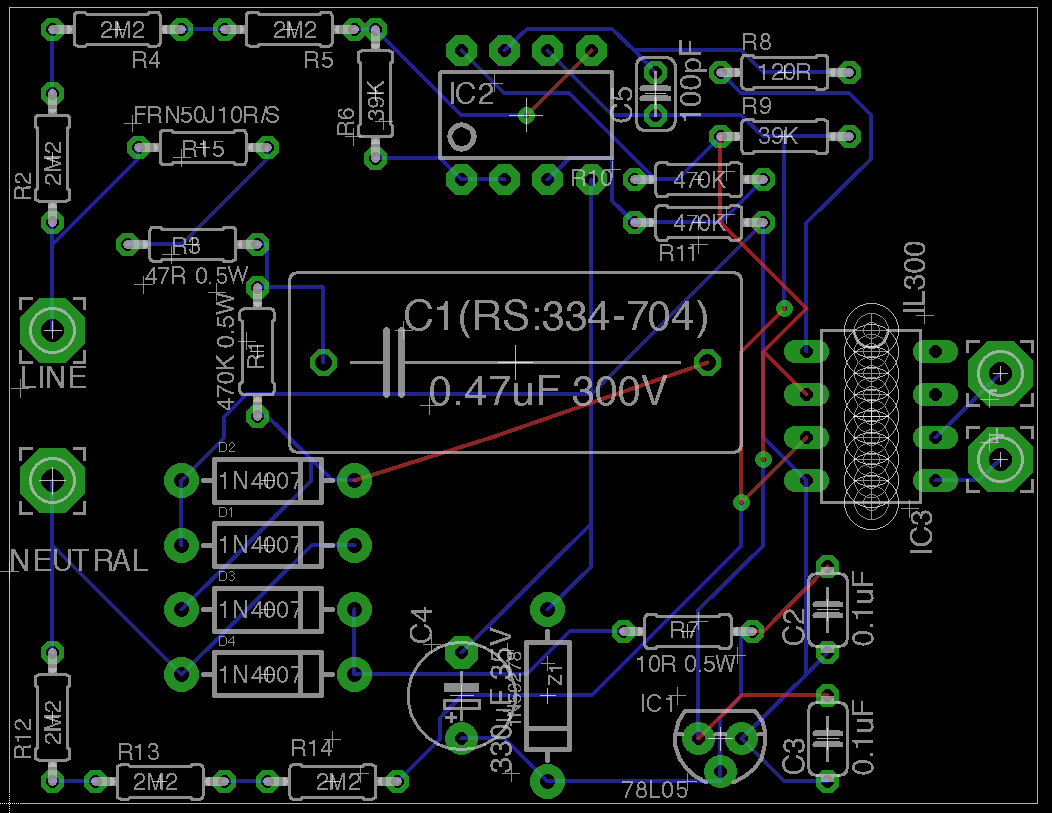 2M2
R4
2M2
R5
R6
39K
IC2
C5
100pF
R8
120R
R9
39K
FRN50J10R/S
R15
R2
2M2
R10
470K
470K
R11
R3
47R 0.5W
470K 0.5W
R1
C1(RS:334-704)
0.47uF 300V
IL300
IC3
LINE
D2
1N4007
D1
1N4007
D3
1N4007
D4
1N4007
NEUTRAL
C4
330uF 35V
z1
R7
10R 0.5W
C2
0.1uF
IC1
78L05
C3
0.1uF
R12
2M2
R13
2M2
R14
2M2